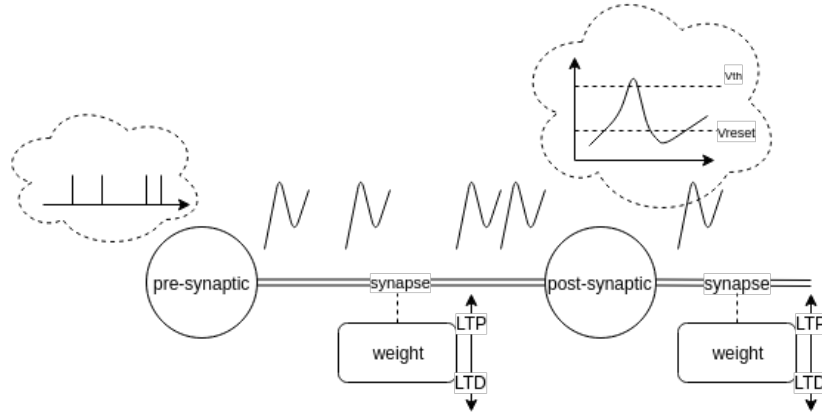 Vth
Vreset
pre-synaptic
synapse
post-synaptic
synapse
LTP
weight
LTD
LTP
weight
LTD